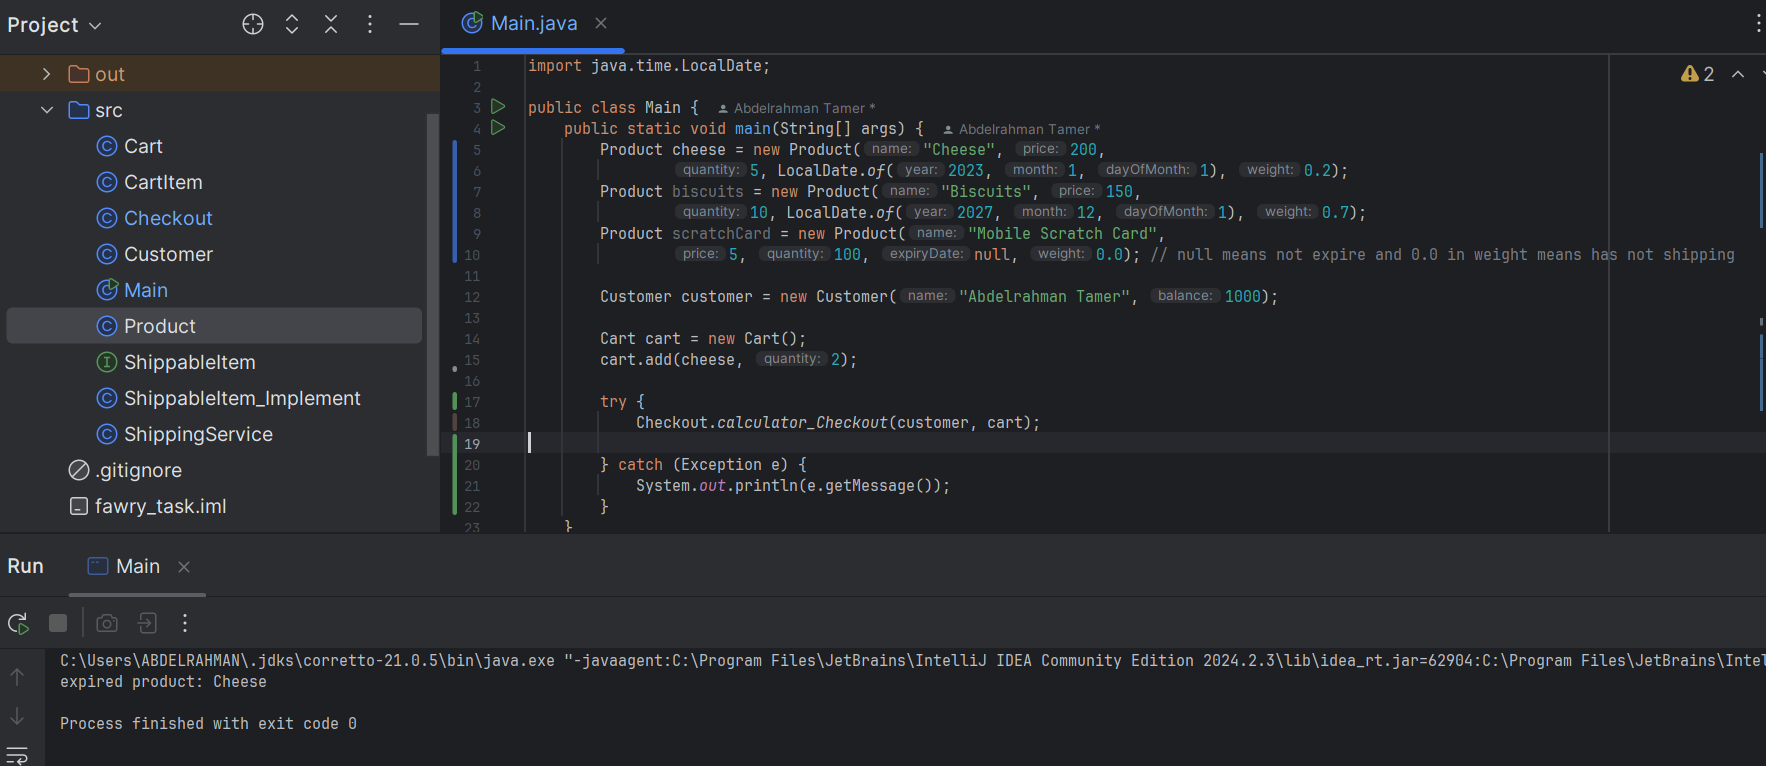 Project
Main.java
out
src
Cart
CartItem
Checkout
Customer
Main
Product
ShippableItem
ShippableItem_Implement
ShippingService
.gitignore
fawry_task.iml
2
1 import java.time.LocalDate;
2
3 public class Main { Abdelrahman Tamer *
4 public static void main(String[] args) { Abdelrahman Tamer *
5 Product cheese = new Product( name: "Cheese", price: 200,
6 quantity: 5, LocalDate.of( year: 2023, month: 1, dayOfMonth: 1), weight: 0.2);
7 Product biscuits = new Product( name: "Biscuits", price: 150,
8 quantity: 10, LocalDate.of( year: 2027, month: 12, dayOfMonth: 1), weight: 0.7);
9 Product scratchCard = new Product( name: "Mobile Scratch Card",
10 price: 5, quantity: 100, expiryDate: null, weight: 0.0); // null means not expire and 0.0 in weight means has not shipping
11
12 Customer customer = new Customer( name: "Abdelrahman Tamer", balance: 1000);
13
14 Cart cart = new Cart();
15 cart.add(cheese, quantity: 2);
16
17 try {
18 Checkout.calculator_Checkout(customer, cart);
19
20 } catch (Exception e) {
21 System.out.println(e.getMessage());
22 }
23 }
Run
Main
C:\Users\ABDELRAHMAN\.jdks\corretto-21.0.5\bin\java.exe "-javaagent:C:\Program Files\JetBrains\IntelliJ IDEA Community Edition 2024.2.3\lib\idea_rt.jar=62904:C:\Program Files\JetBrains\Intel
expired product: Cheese
Process finished with exit code 0